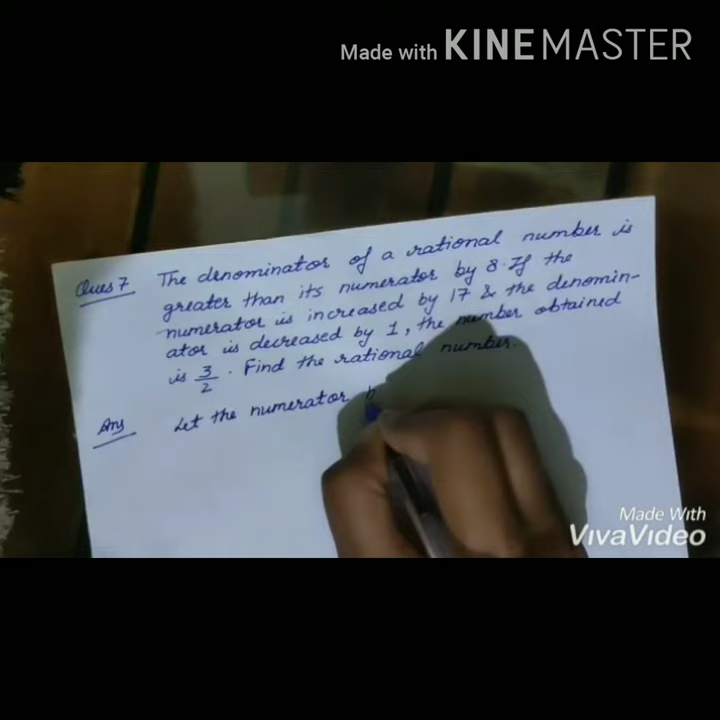 Made with KINEMASTER
Ques 7 The denominator of a rational number is
greater than its numerator by 8. If the
numerator is increased by 17 & the denomin-
ator is decreased by 1, the number obtained
is 3/2. Find the rational number.
Ans Let the numerator b
Made With
VIVAVIDEO